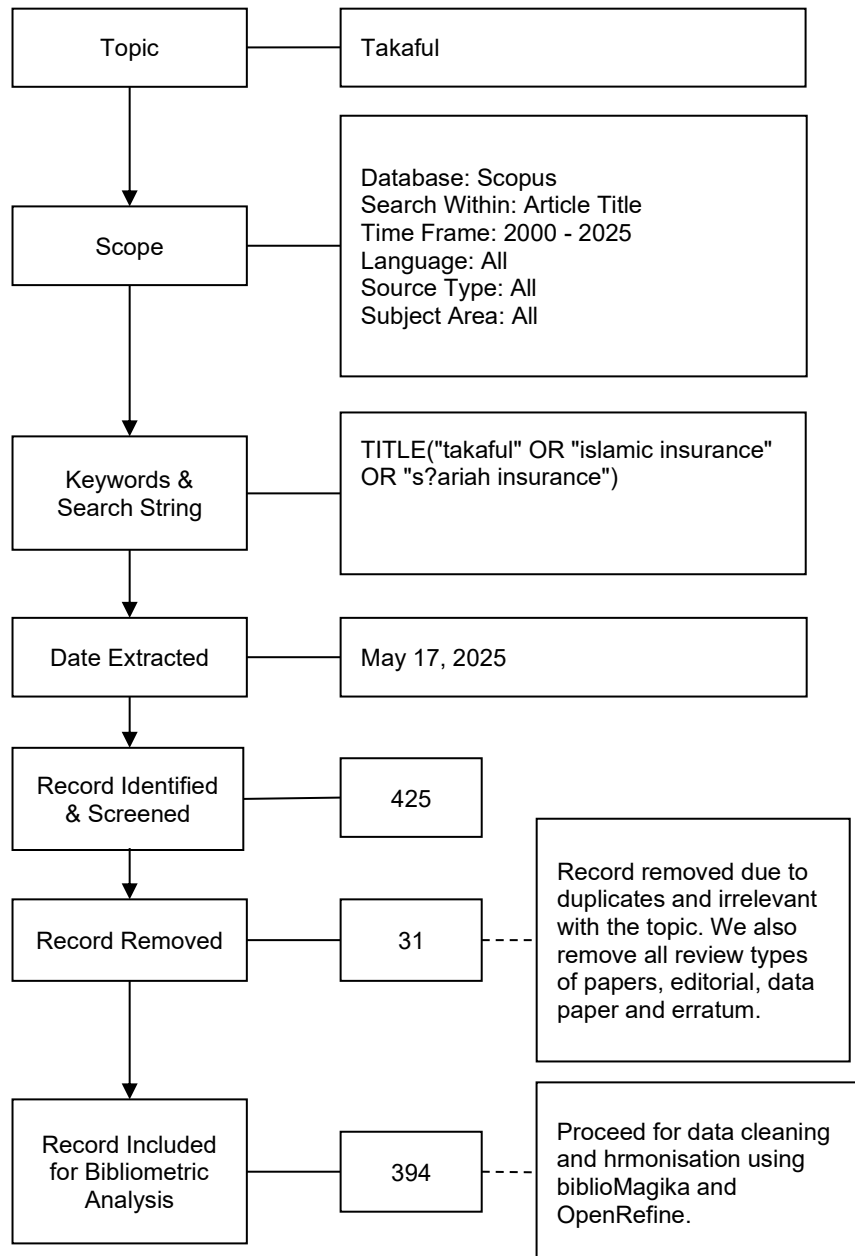 Topic
Takaful
Scope
Database: Scopus
Search Within: Article Title
Time Frame: 2000 - 2025
Language: All
Source Type: All
Subject Area: All
Keywords &
Search String
TITLE("takaful" OR "islamic insurance"
OR "s?ariah insurance")
Date Extracted
May 17, 2025
Record Identified
& Screened
425
Record Removed
31
Record removed due to
duplicates and irrelevant
with the topic. We also
remove all review types
of papers, editorial, data
paper and erratum.
Record Included
for Bibliometric
Analysis
394
Proceed for data cleaning
and hrmonisation using
biblioMagika and
OpenRefine.